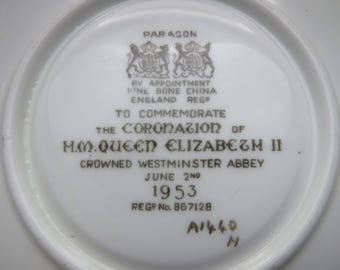 PARAGON
BY APPOINTMENT
FINE BONE CHINA
ENGLAND REGD
TO COMMEMORATE
THE CORONATION OF
H.M. QUEEN ELIZABETH II
CROWNED WESTMINSTER ABBEY
JUNE 2ND
1953
REGD No. 867128
A1440
H